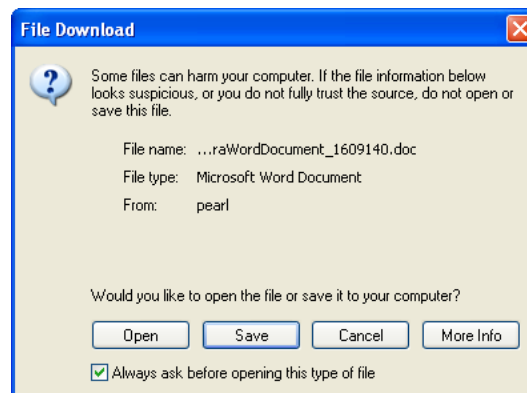 File Download
Some files can harm your computer. If the file information below
looks suspicious, or you do not fully trust the source, do not open or
save this file.
File name: ...raWordDocument_1609140.doc
File type: Microsoft Word Document
From: pearl
Would you like to open the file or save it to your computer?
Open Save Cancel More Info
Always ask before opening this type of file